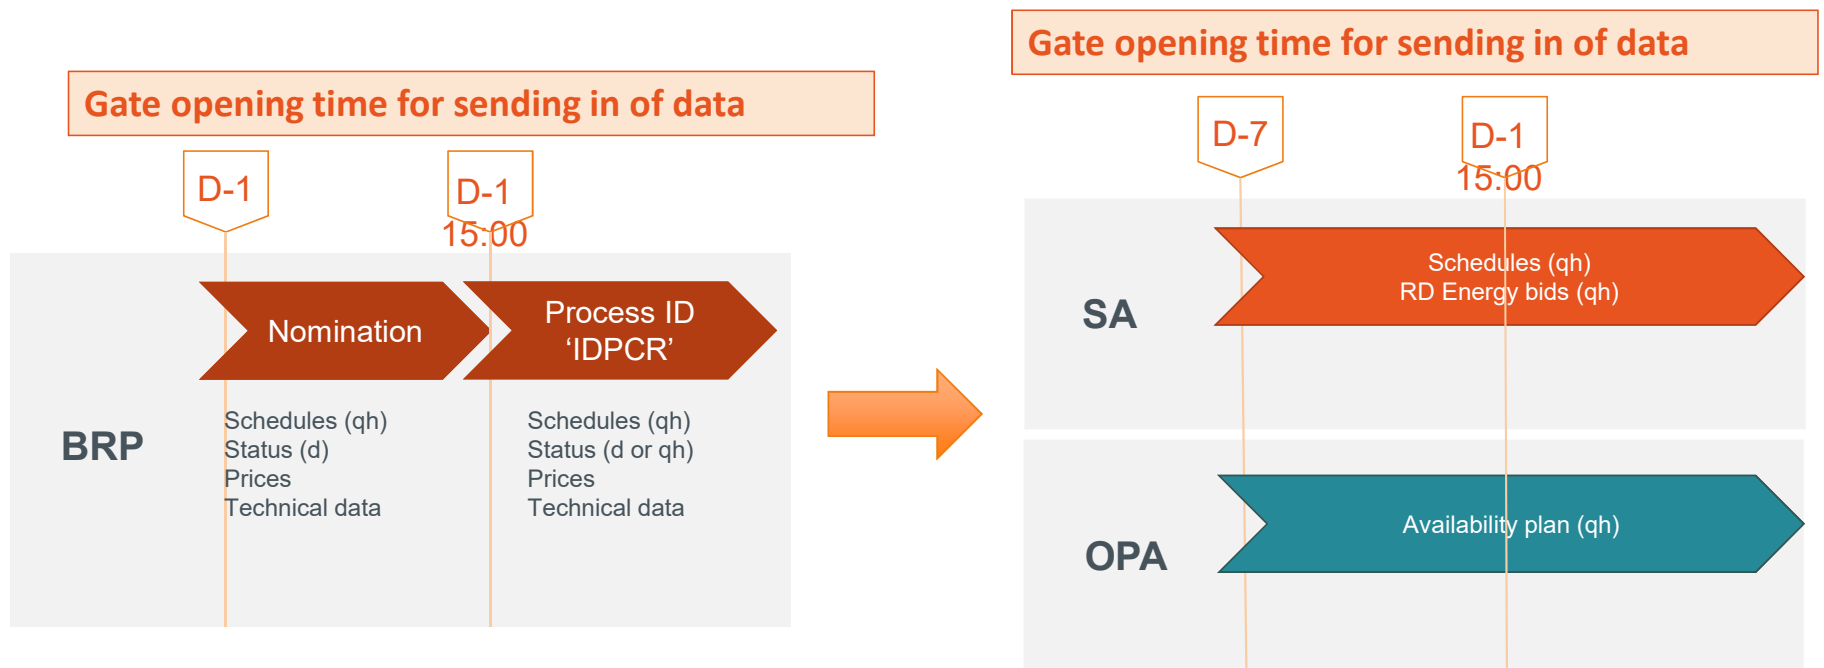 Gate opening time for sending in of data
D-1
D-1
15:00
BRP
Nomination
Process ID
‘IDPCR’
Schedules (qh)
Status (d)
Prices
Technical data
Schedules (qh)
Status (d or qh)
Prices
Technical data
Gate opening time for sending in of data
D-7
D-1
15:00
SA
Schedules (qh)
RD Energy bids (qh)
OPA
Availability plan (qh)